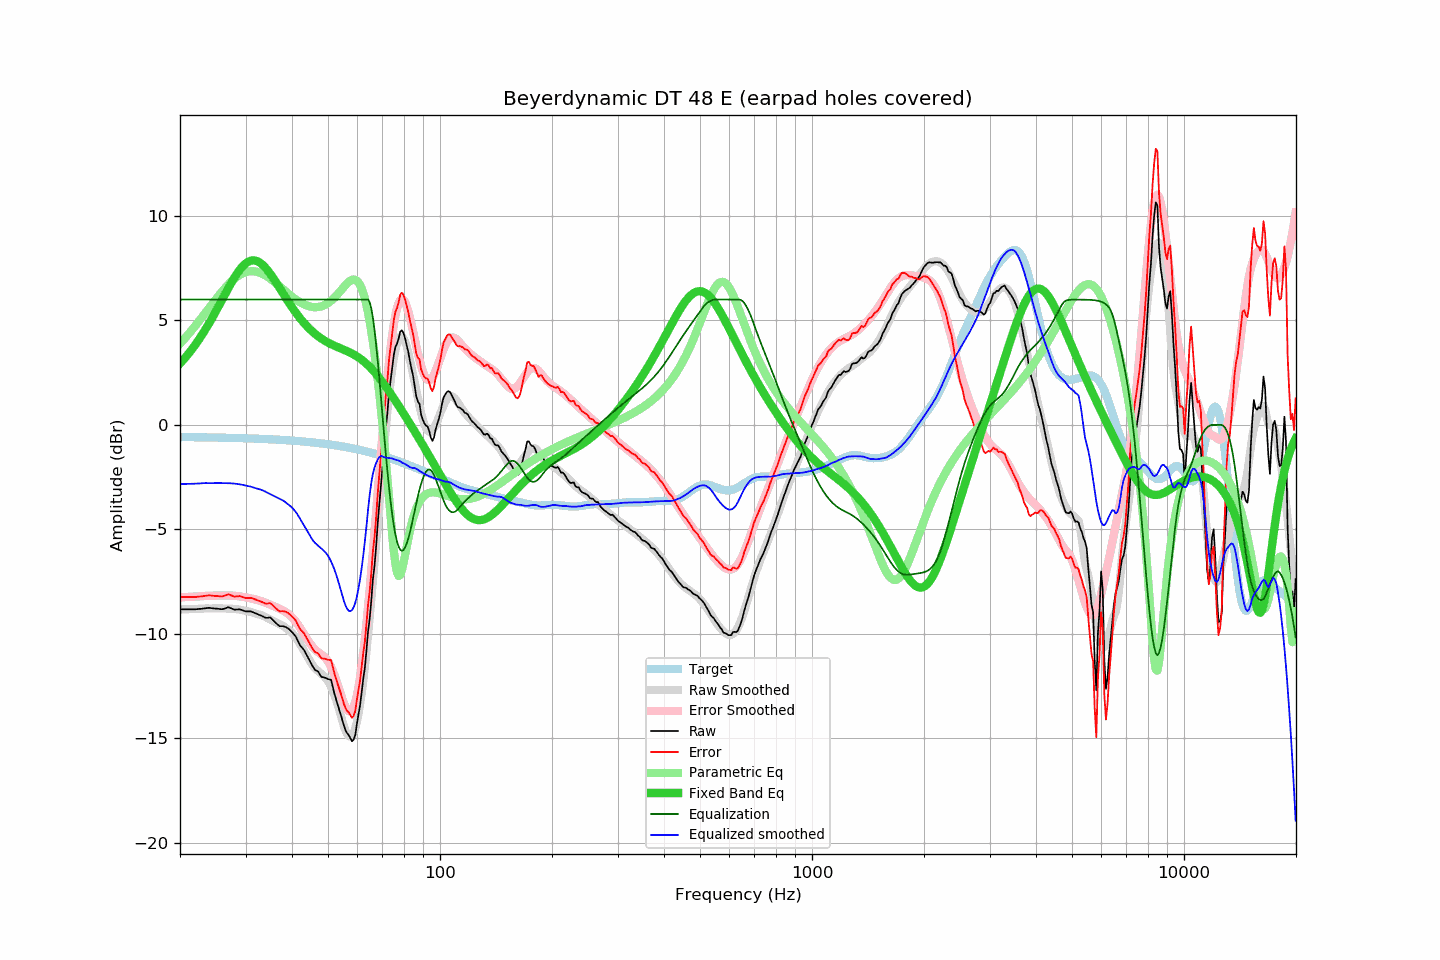 Beyerdynamic DT 48 E (earpad holes covered)
Amplitude (dBr)
10
5
0
−5
−10
−15
−20
Target
Raw Smoothed
Error Smoothed
Raw
Error
Parametric Eq
Fixed Band Eq
Equalization
Equalized smoothed
100
1000
10000
Frequency (Hz)